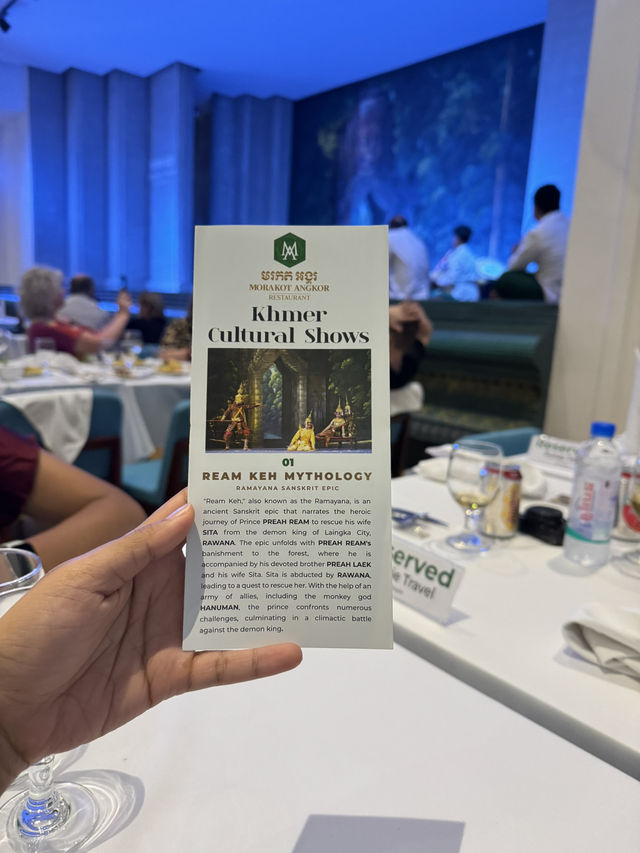 មរកត អង្គរ
MORAKOT ANGKOR
RESTAURANT
Khmer
Cultural Shows
01
REAM KEH MYTHOLOGY
RAMAYANA SANSKRIT EPIC
"Ream Keh," also known as the Ramayana, is an
ancient Sanskrit epic that narrates the heroic
journey of Prince PREAH REAM to rescue his wife
SITA from the demon king of Laingka City,
RAWANA. The epic unfolds with PREAH REAM's
banishment to the forest, where he is
accompanied by his devoted brother PREAH LAEK
and his wife Sita. Sita is abducted by RAWANA,
leading to a quest to rescue her. With the help of an
army of allies, including the monkey god
HANUMAN, the prince confronts numerous
challenges, culminating in a climactic battle
against the demon king.
served
Travel